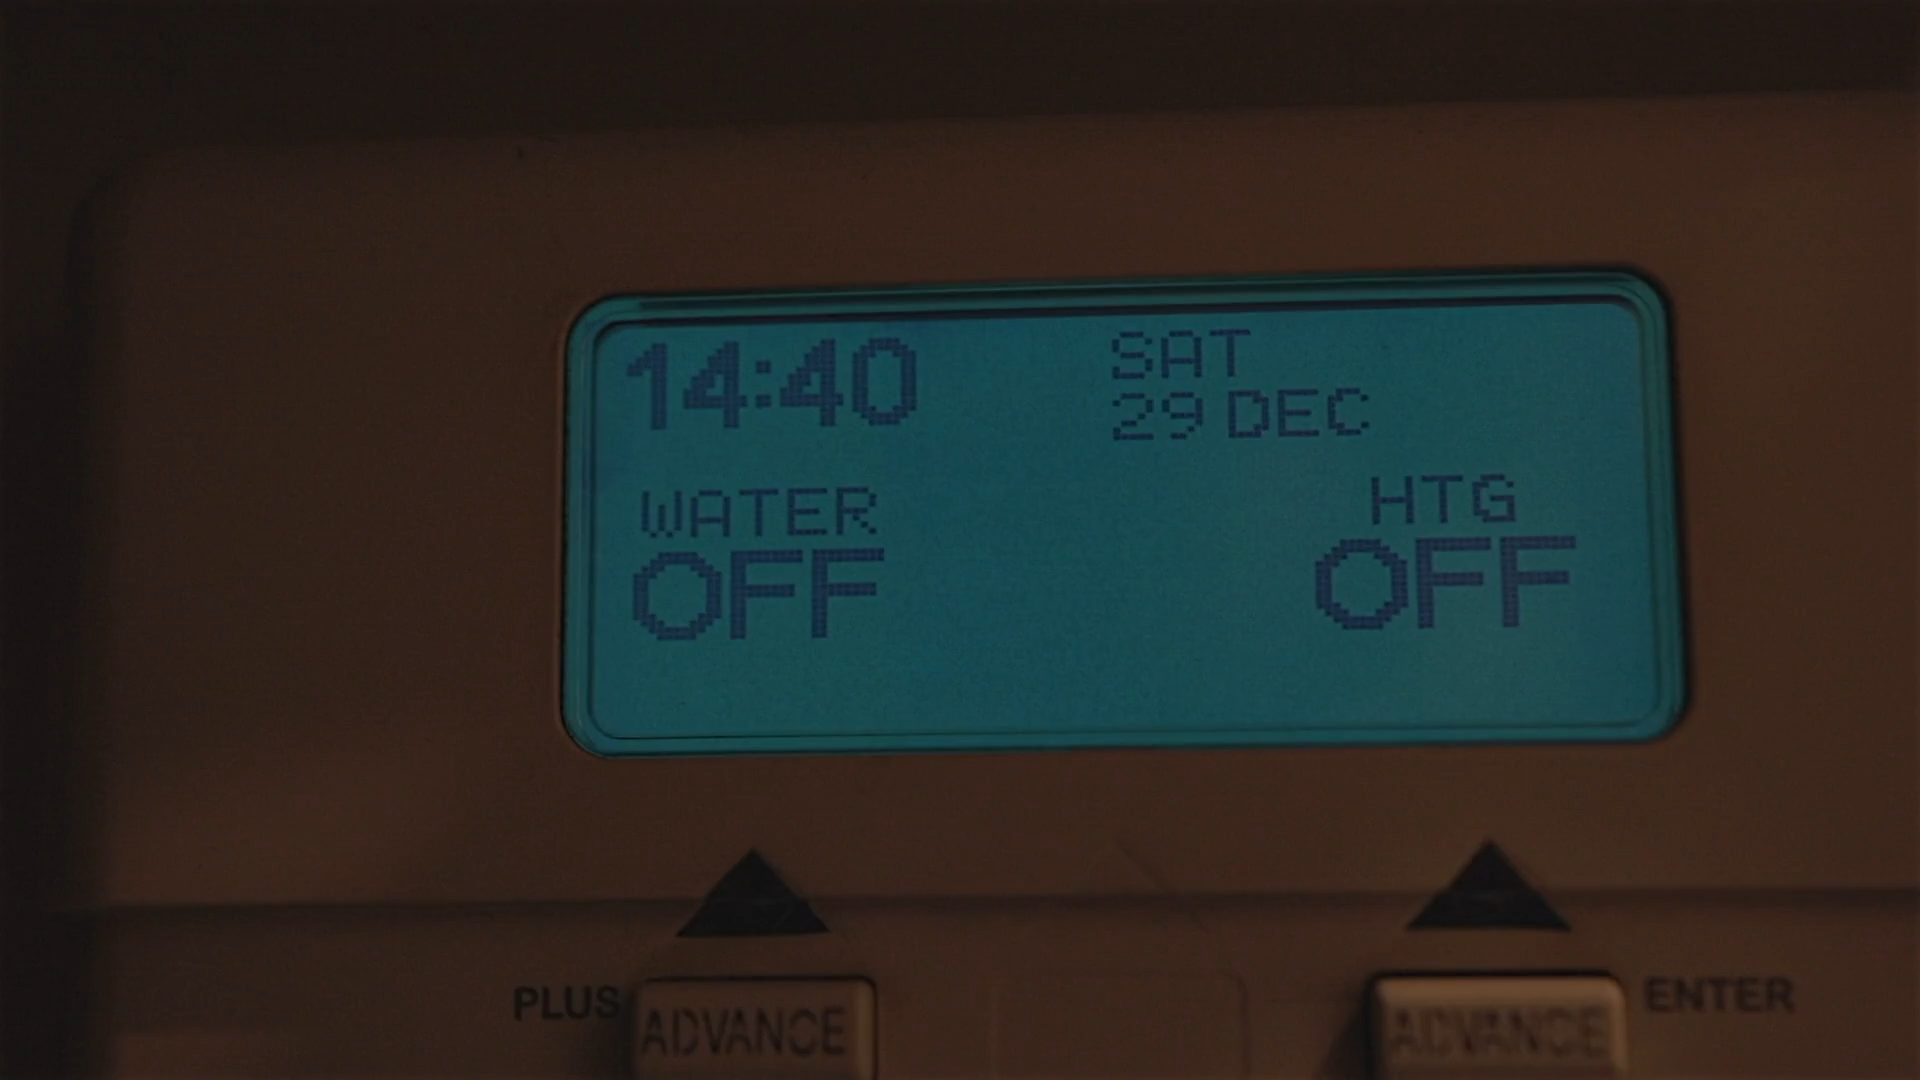 14:40
SAT
29 DEC
WATER
HTG
OFF
OFF
PLUS
ADVANCE
ADVANCE
ENTER